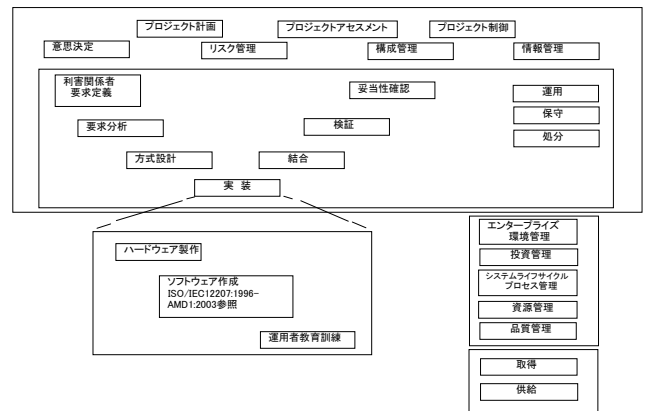 プロジェクト計画
プロジェクトアセスメント
プロジェクト制御
意思決定
リスク管理
構成管理
情報管理
利害関係者
要求定義
妥当性確認
運用
保守
要求分析
検証
処分
方式設計
結合
実 装
エンタープライズ
環境管理
ハードウェア製作
投資管理
システムライフサイクル
プロセス管理
ソフトウェア作成
ISO/IEC12207:1996-
AMD1:2003参照
資源管理
品質管理
運用者教育訓練
取得
供給